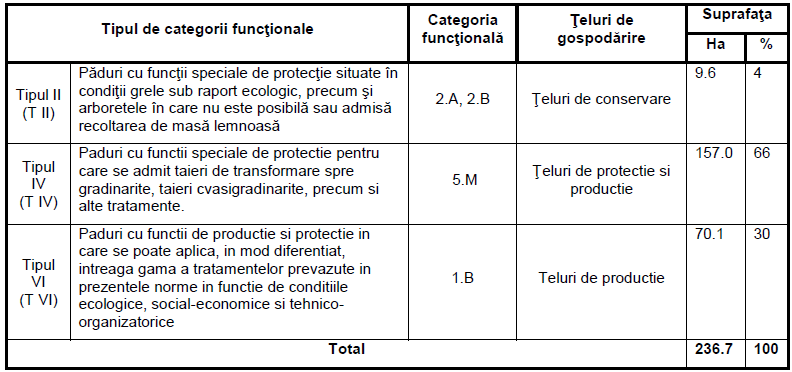 Tipul de categorii funcţionale
Categoria
funcţională
Ţeluri de
gospodărire
Suprafaţa
Ha
%
Tipul II
(T II)
Păduri cu funcţii speciale de protecţie situate în
condiţii grele sub raport ecologic, precum şi
arboretele în care nu este posibilă sau admisă
recoltarea de masă lemnoasă
2.A, 2.B
Ţeluri de conservare
9.6
4
Tipul
IV
(T IV)
Paduri cu functii speciale de protectie pentru
care se admit taieri de transformare spre
gradinarite, taieri cvasigradinarite, precum si
alte tratamente.
5.M
Ţeluri de protectie si
productie
157.0
66
Tipul
VI
(T VI)
Paduri cu functii de productie si protectie in
care se poate aplica, in mod diferentiat,
intreaga gama a tratamentelor prevazute in
prezentele norme in functie de conditiile
ecologice, social-economice si tehnico-
organizatorice
1.B
Teluri de productie
70.1
30
Total
236.7
100